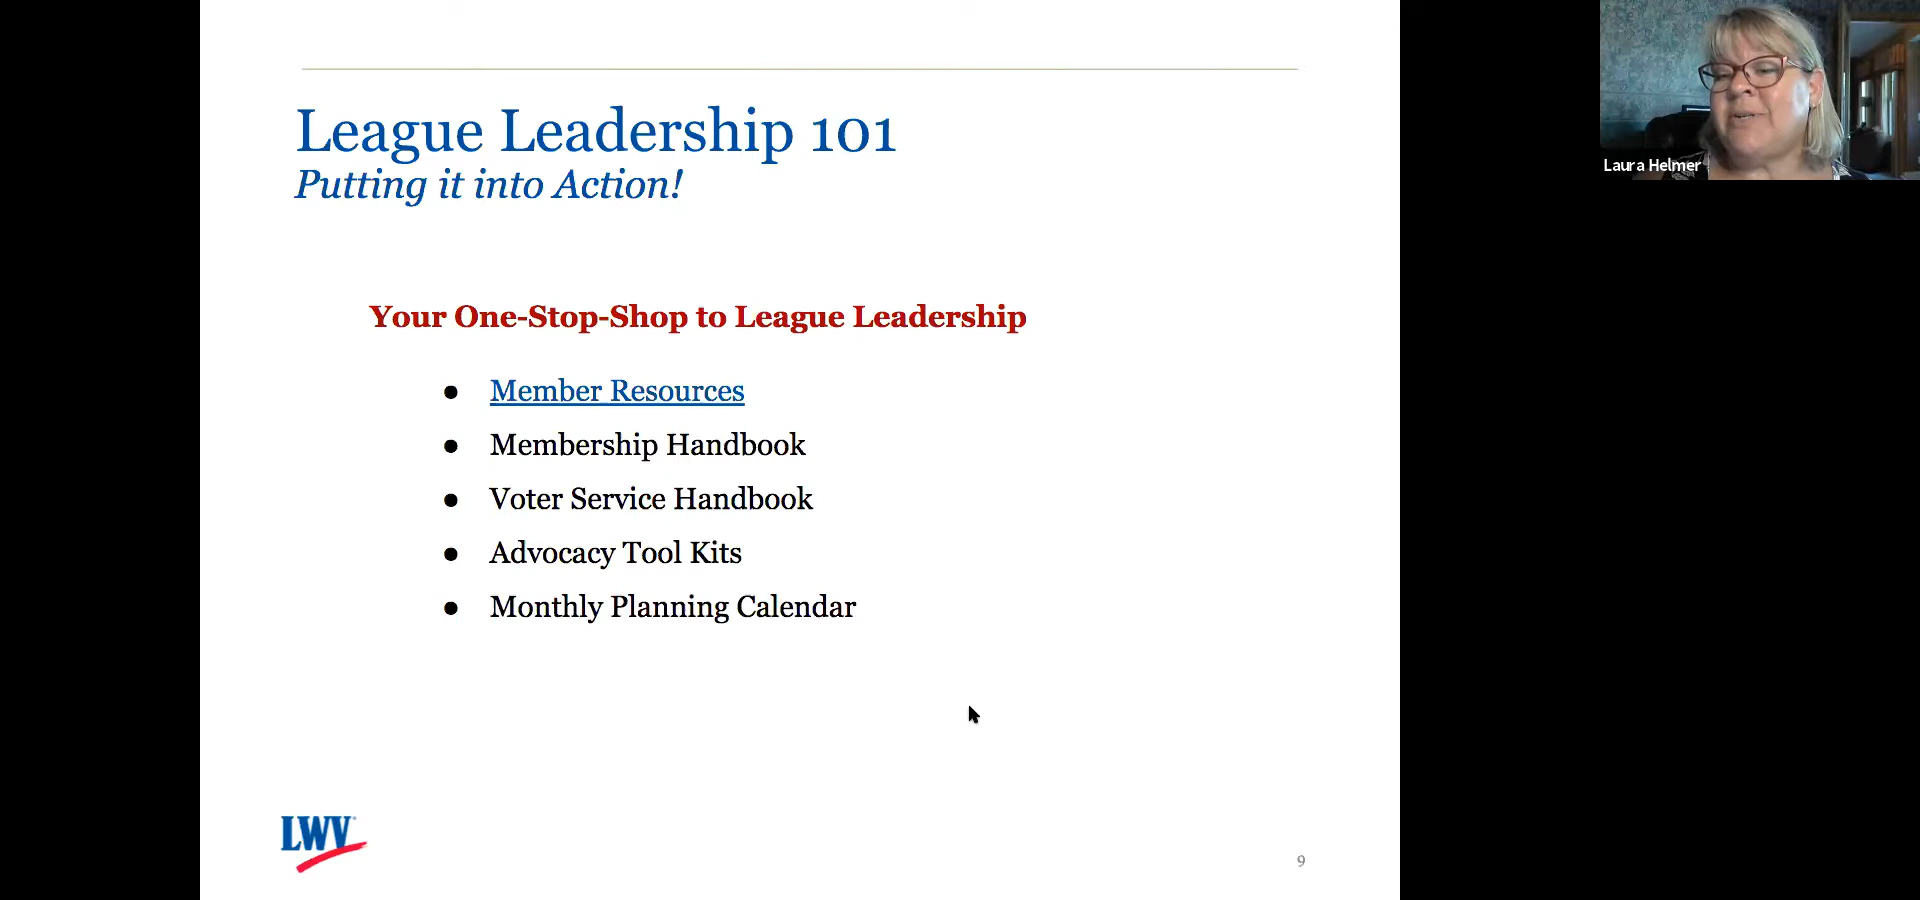 League Leadership 101
Putting it into Action!
Your One-Stop-Shop to League Leadership
● Member Resources
● Membership Handbook
● Voter Service Handbook
● Advocacy Tool Kits
● Monthly Planning Calendar
LWV
9
Laura Helmer